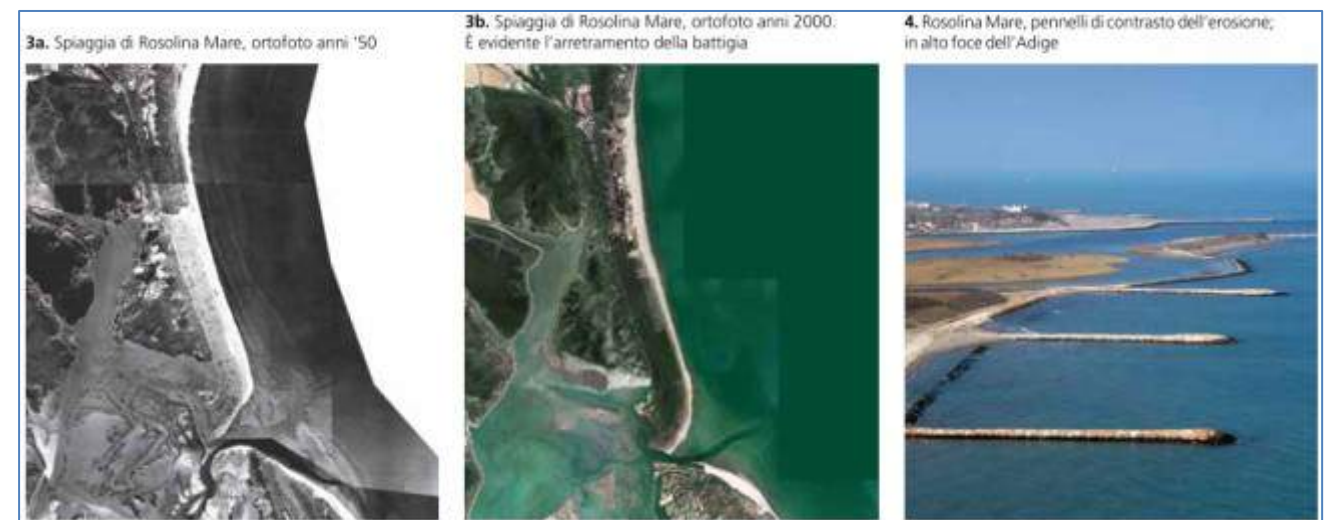 3a. Spiaggia di Rosolina Mare, ortofoto anni '50
3b. Spiaggia di Rosolina Mare, ortofoto anni 2000.
È evidente l'arretramento della battigia
4. Rosolina Mare, pennelli di contrasto dell'erosione;
in alto foce dell'Adige